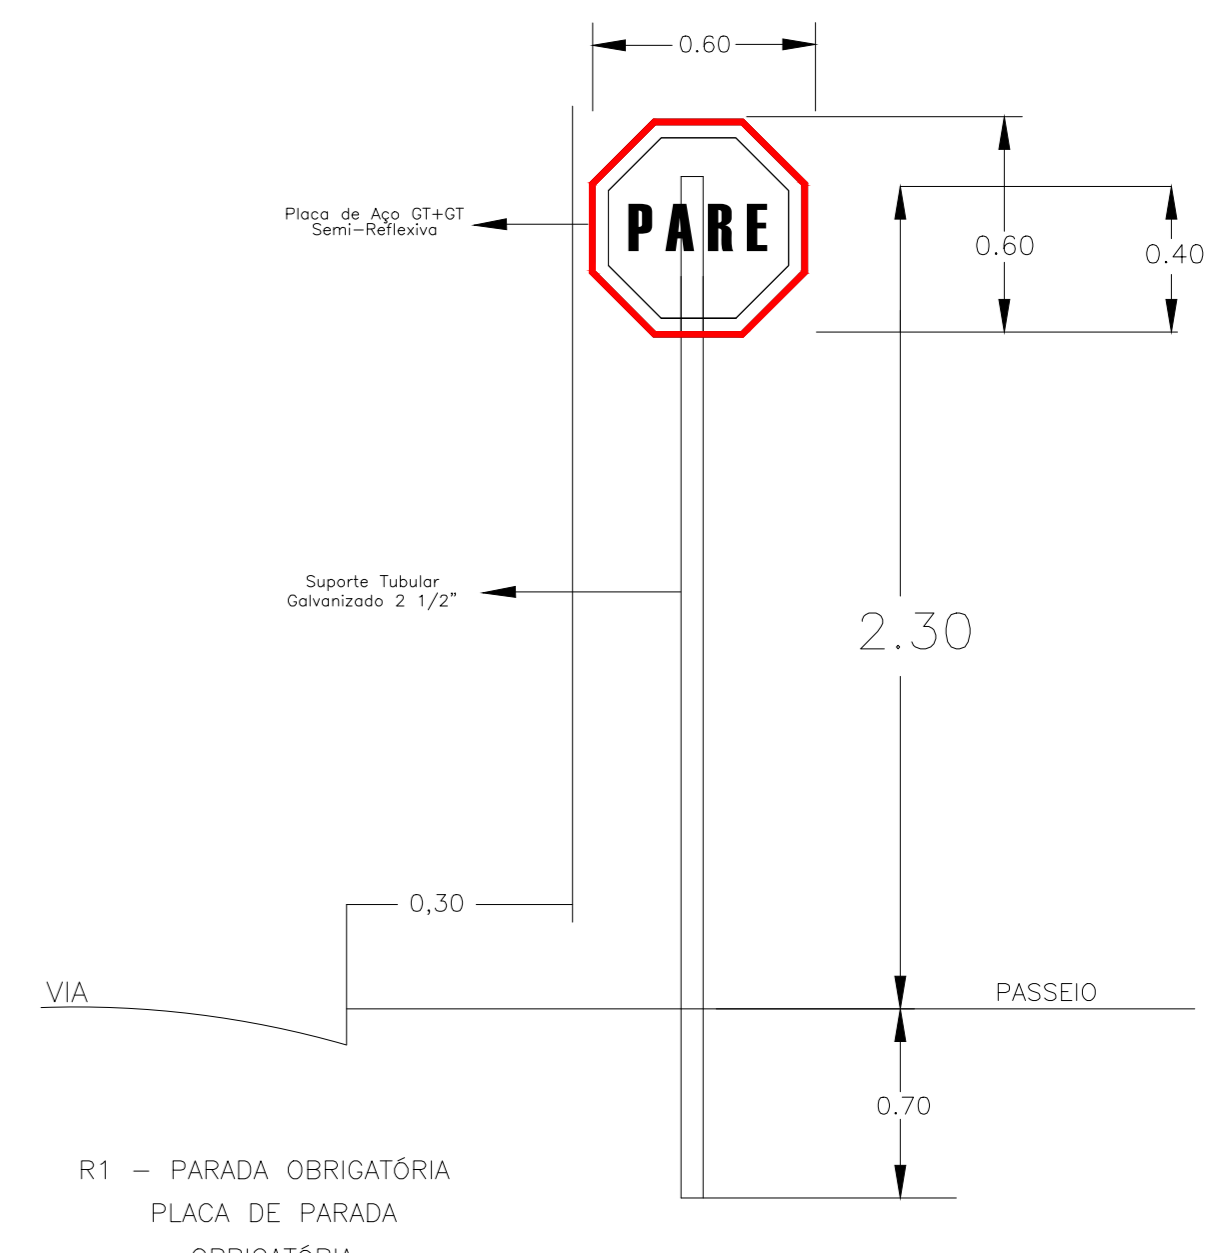 0.60
Placa de Aço GT+GT
Semi-Reflexiva
PARE
0.60
0.40
Suporte Tubular
Galvanizado 2 1/2"
2.30
0,30
VIA
PASSEIO
0.70
R1 - PARADA OBRIGATÓRIA
PLACA DE PARADA
OBRIGATÓRIA